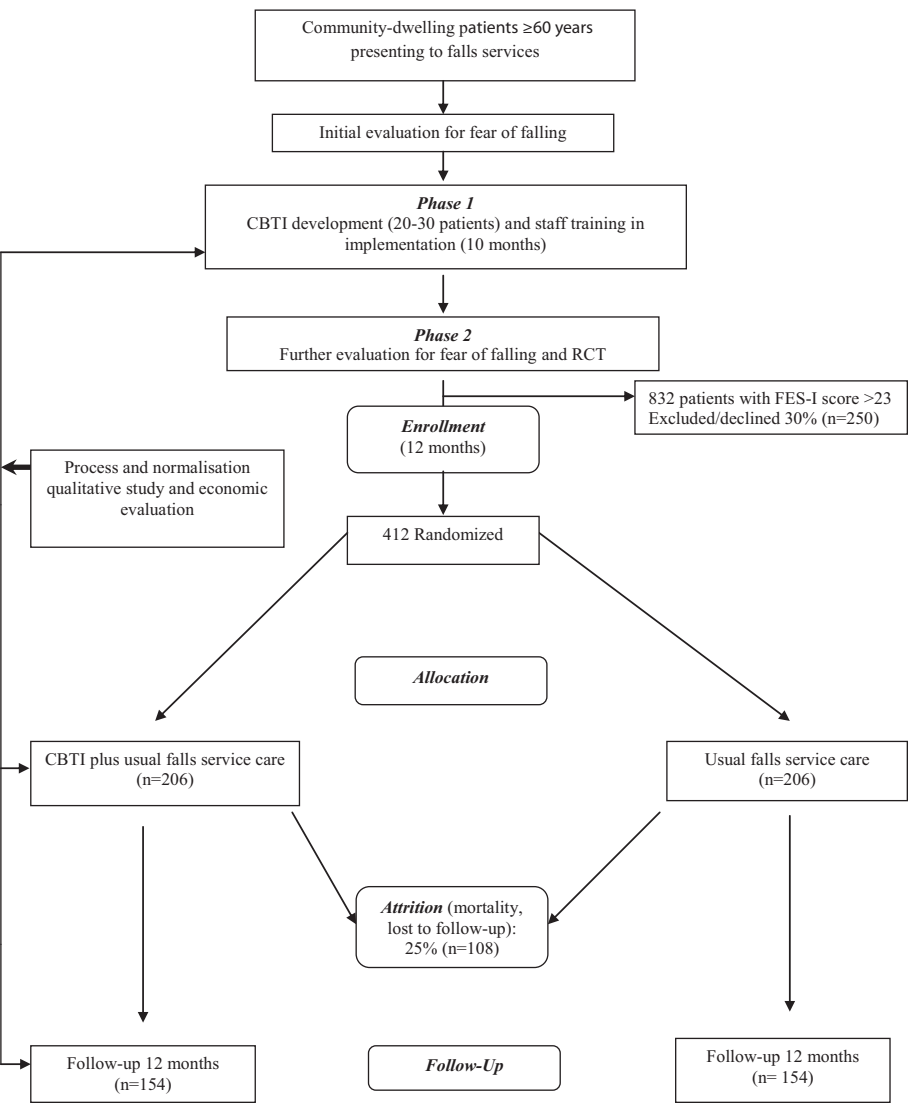 Community-dwelling patients ≥60 years
presenting to falls services
Initial evaluation for fear of falling
Phase 1
CBTI development (20-30 patients) and staff training in
implementation (10 months)
Phase 2
Further evaluation for fear of falling and RCT
832 patients with FES-I score >23
Excluded/declined 30% (n=250)
Enrollment
(12 months)
Process and normalisation
qualitative study and economic
evaluation
412 Randomized
Allocation
CBTI plus usual falls service care
(n=206)
Usual falls service care
(n=206)
Attrition (mortality,
lost to follow-up):
25% (n=108)
Follow-up 12 months
(n=154)
Follow-Up
Follow-up 12 months
(n= 154)